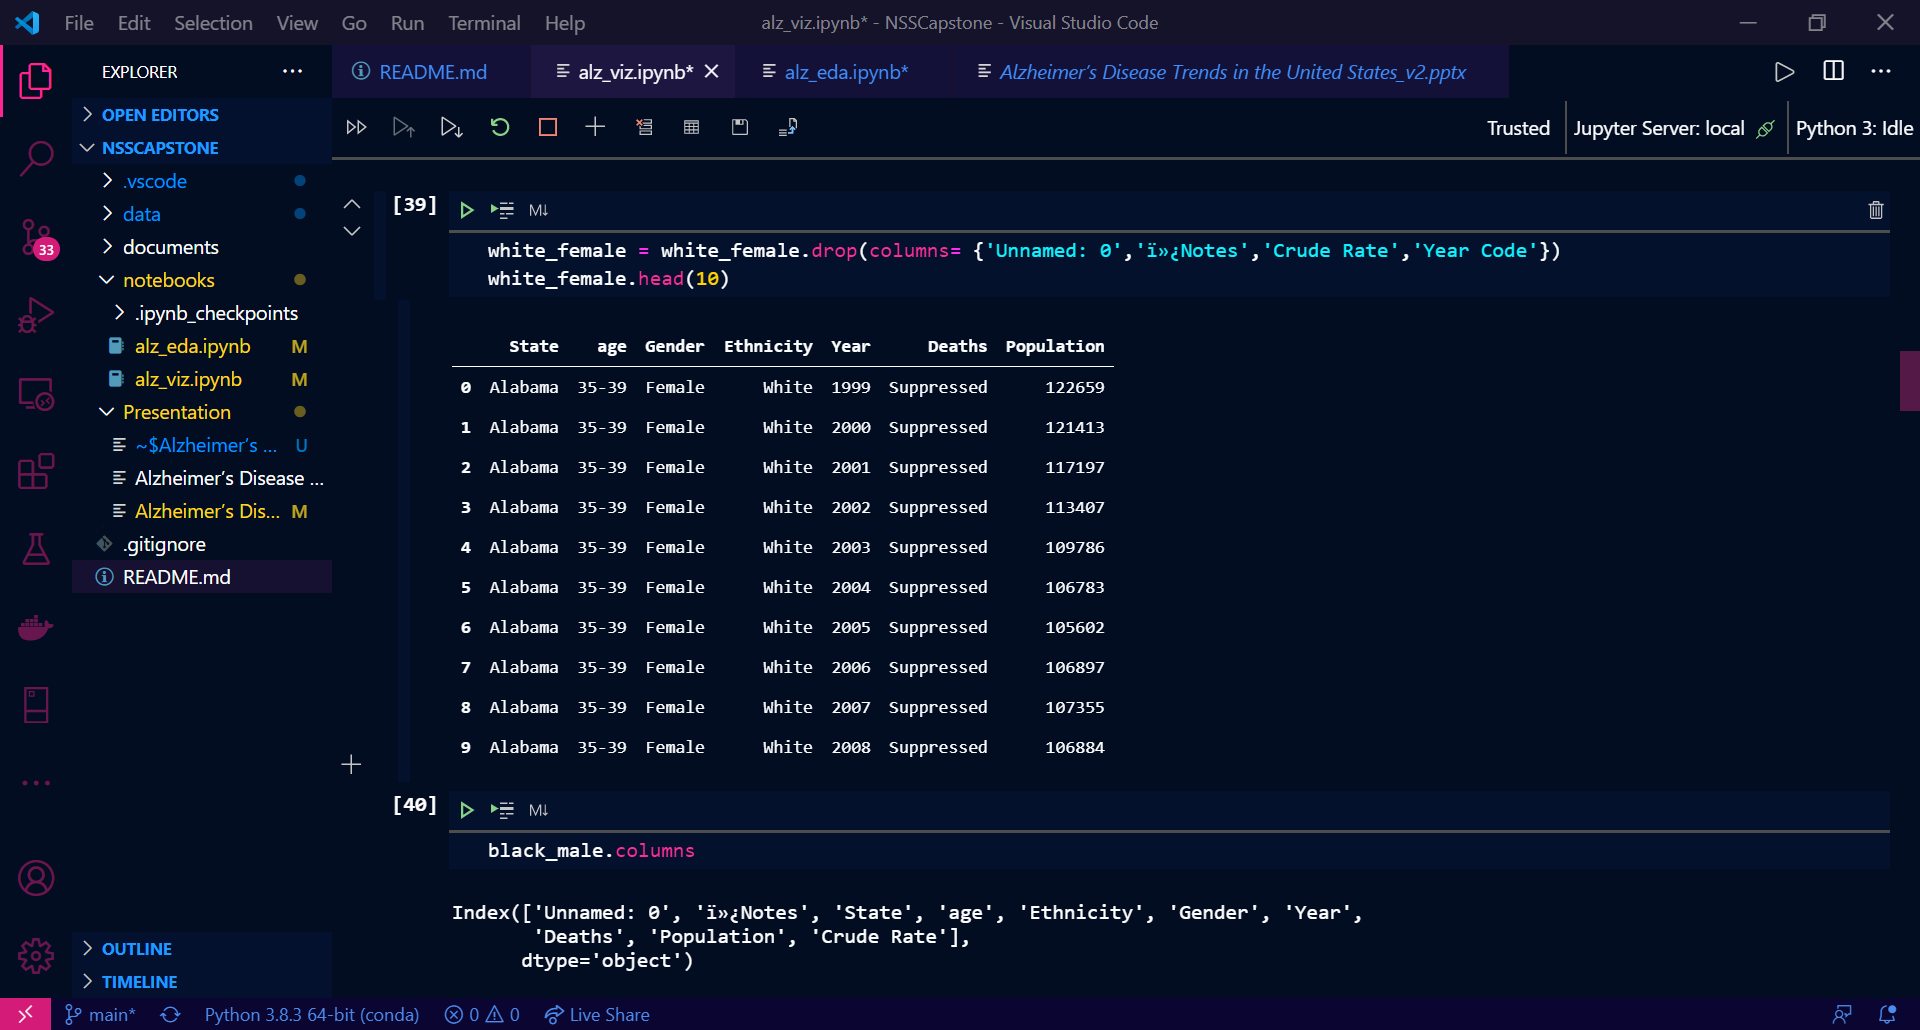 File Edit Selection View Go Run Terminal Help alz_viz.ipynb* - NSSCapstone - Visual Studio Code
EXPLORER
README.md alz_viz.ipynb* alz_eda.ipynb* Alzheimer's Disease Trends in the United States_v2.pptx
OPEN EDITORS
NSSCAPSTONE
.vscode
data
documents
notebooks
.ipynb_checkpoints
alz_eda.ipynb M
alz_viz.ipynb M
Presentation
~$Alzheimer's ... U
Alzheimer's Disease ...
Alzheimer's Dis... M
.gitignore
README.md
OUTLINE
TIMELINE
33
Trusted Jupyter Server: local Python 3: Idle
[39] M↓
white_female = white_female.drop(columns= {'Unnamed: 0','ï»¿Notes','Crude Rate','Year Code'})
white_female.head(10)
State age Gender Ethnicity Year Deaths Population
0 Alabama 35-39 Female White 1999 Suppressed 122659
1 Alabama 35-39 Female White 2000 Suppressed 121413
2 Alabama 35-39 Female White 2001 Suppressed 117197
3 Alabama 35-39 Female White 2002 Suppressed 113407
4 Alabama 35-39 Female White 2003 Suppressed 109786
5 Alabama 35-39 Female White 2004 Suppressed 106783
6 Alabama 35-39 Female White 2005 Suppressed 105602
7 Alabama 35-39 Female White 2006 Suppressed 106897
8 Alabama 35-39 Female White 2007 Suppressed 107355
9 Alabama 35-39 Female White 2008 Suppressed 106884
[40] M↓
black_male.columns
Index(['Unnamed: 0', 'ï»¿Notes', 'State', 'age', 'Ethnicity', 'Gender', 'Year',
'Deaths', 'Population', 'Crude Rate'],
dtype='object')
main* Python 3.8.3 64-bit (conda) 0 0 Live Share